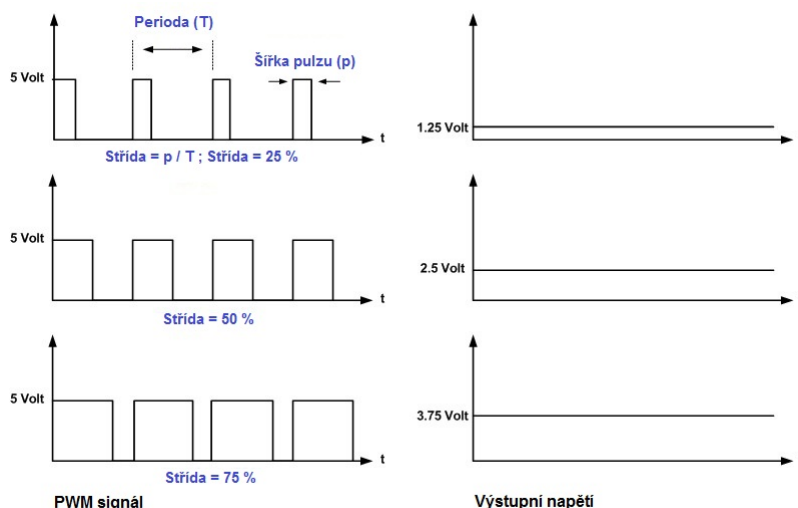 Perioda (T)
Šířka pulzu (p)
5 Volt
t
Střída = p / T ; Střída = 25 %
1.25 Volt
5 Volt
t
Střída = 50 %
2.5 Volt
5 Volt
t
Střída = 75 %
3.75 Volt
PWM signál
Výstupní napětí